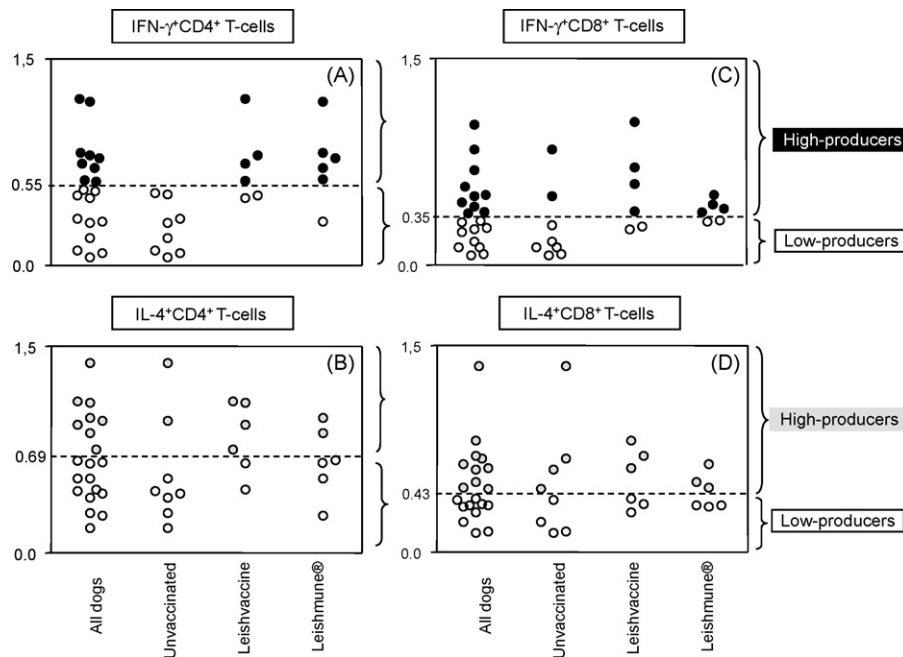 IFN-γ⁺CD4⁺ T-cells
IFN-γ⁺CD8⁺ T-cells
1,5
(A)
0.55
0.0
1,5
(C)
0.35
0.0
High-producers
Low-producers
IL-4⁺CD4⁺ T-cells
IL-4⁺CD8⁺ T-cells
1,5
(B)
0.69
0.0
1,5
(D)
0.43
0.0
High-producers
Low-producers
All dogs
Unvaccinated
Leishvaccine
Leishmune®
All dogs
Unvaccinated
Leishvaccine
Leishmune®